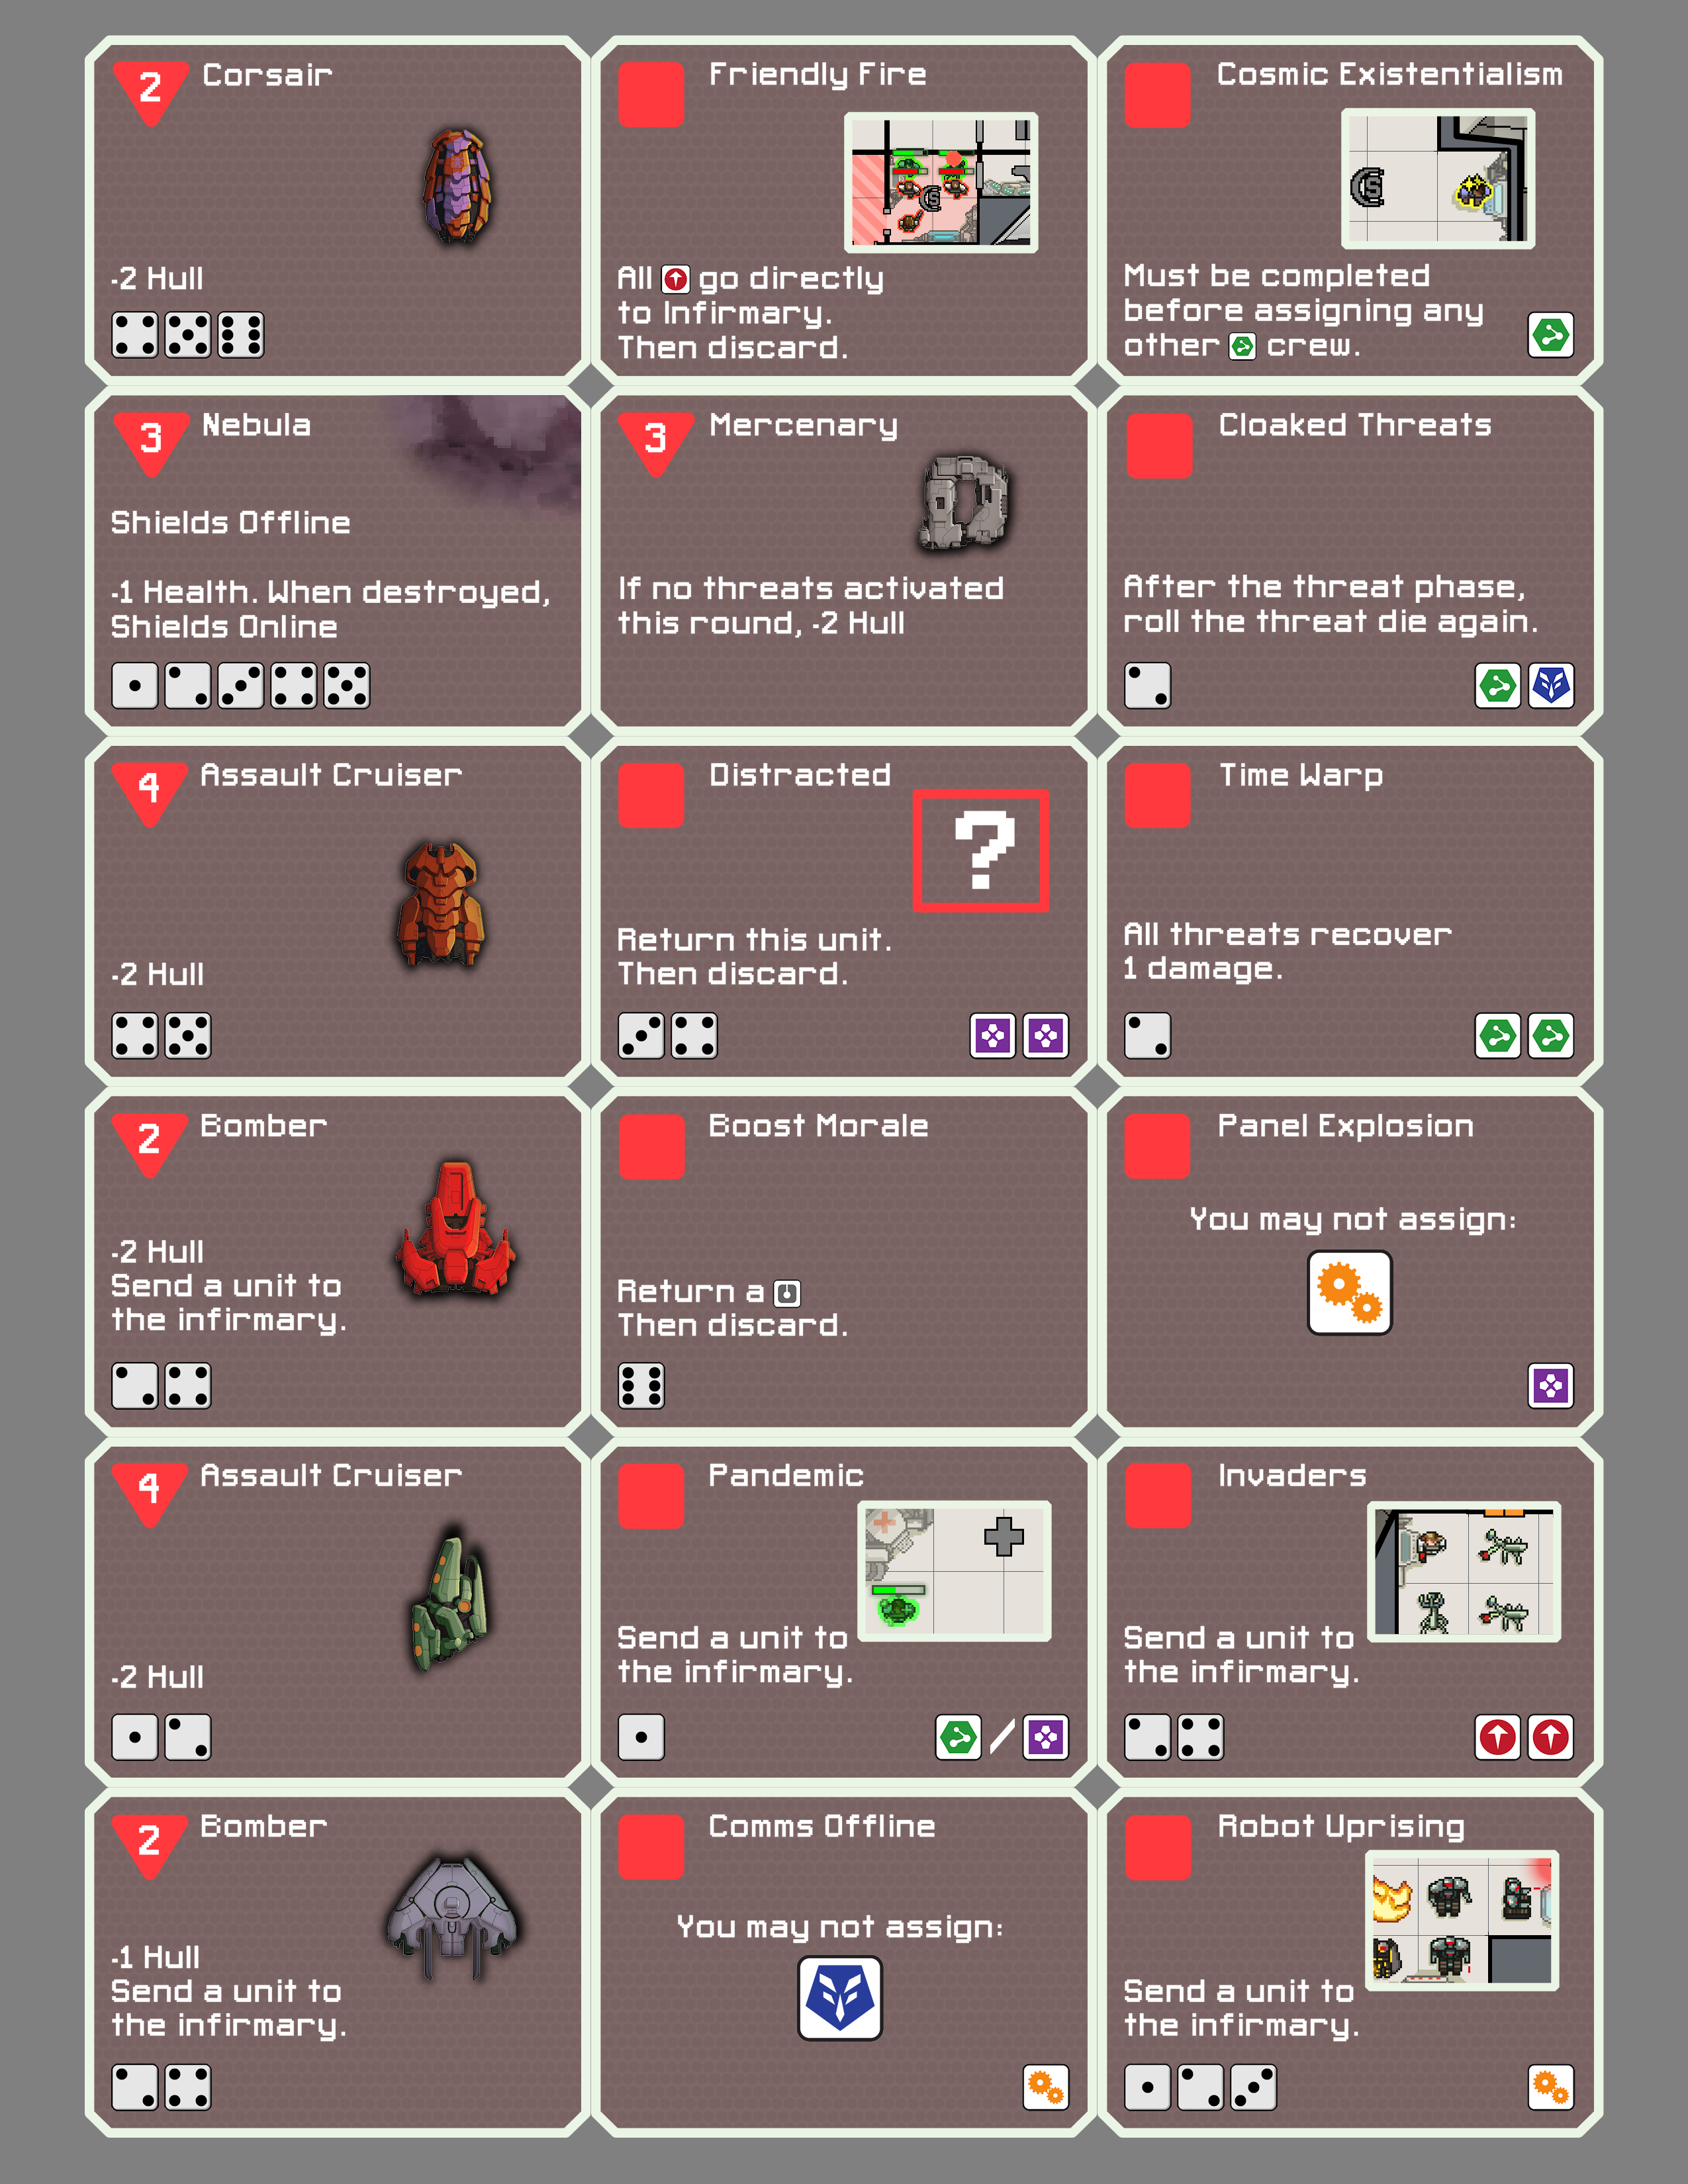 2 Corsair
-2 Hull
Friendly Fire
All go directly
to Infirmary.
Then discard.
Cosmic Existentialism
Must be completed
before assigning any
other crew.
3 Nebula
Shields Offline
-1 Health. When destroyed,
Shields Online
3 Mercenary
If no threats activated
this round, -2 Hull
Cloaked Threats
After the threat phase,
roll the threat die again.
4 Assault Cruiser
-2 Hull
Distracted
?
Return this unit.
Then discard.
Time Warp
All threats recover
1 damage.
2 Bomber
-2 Hull
Send a unit to
the infirmary.
Boost Morale
Return a
Then discard.
Panel Explosion
You may not assign:
4 Assault Cruiser
-2 Hull
Pandemic
Send a unit to
the infirmary.
/
Invaders
Send a unit to
the infirmary.
2 Bomber
-1 Hull
Send a unit to
the infirmary.
Comms Offline
You may not assign:
Robot Uprising
Send a unit to
the infirmary.